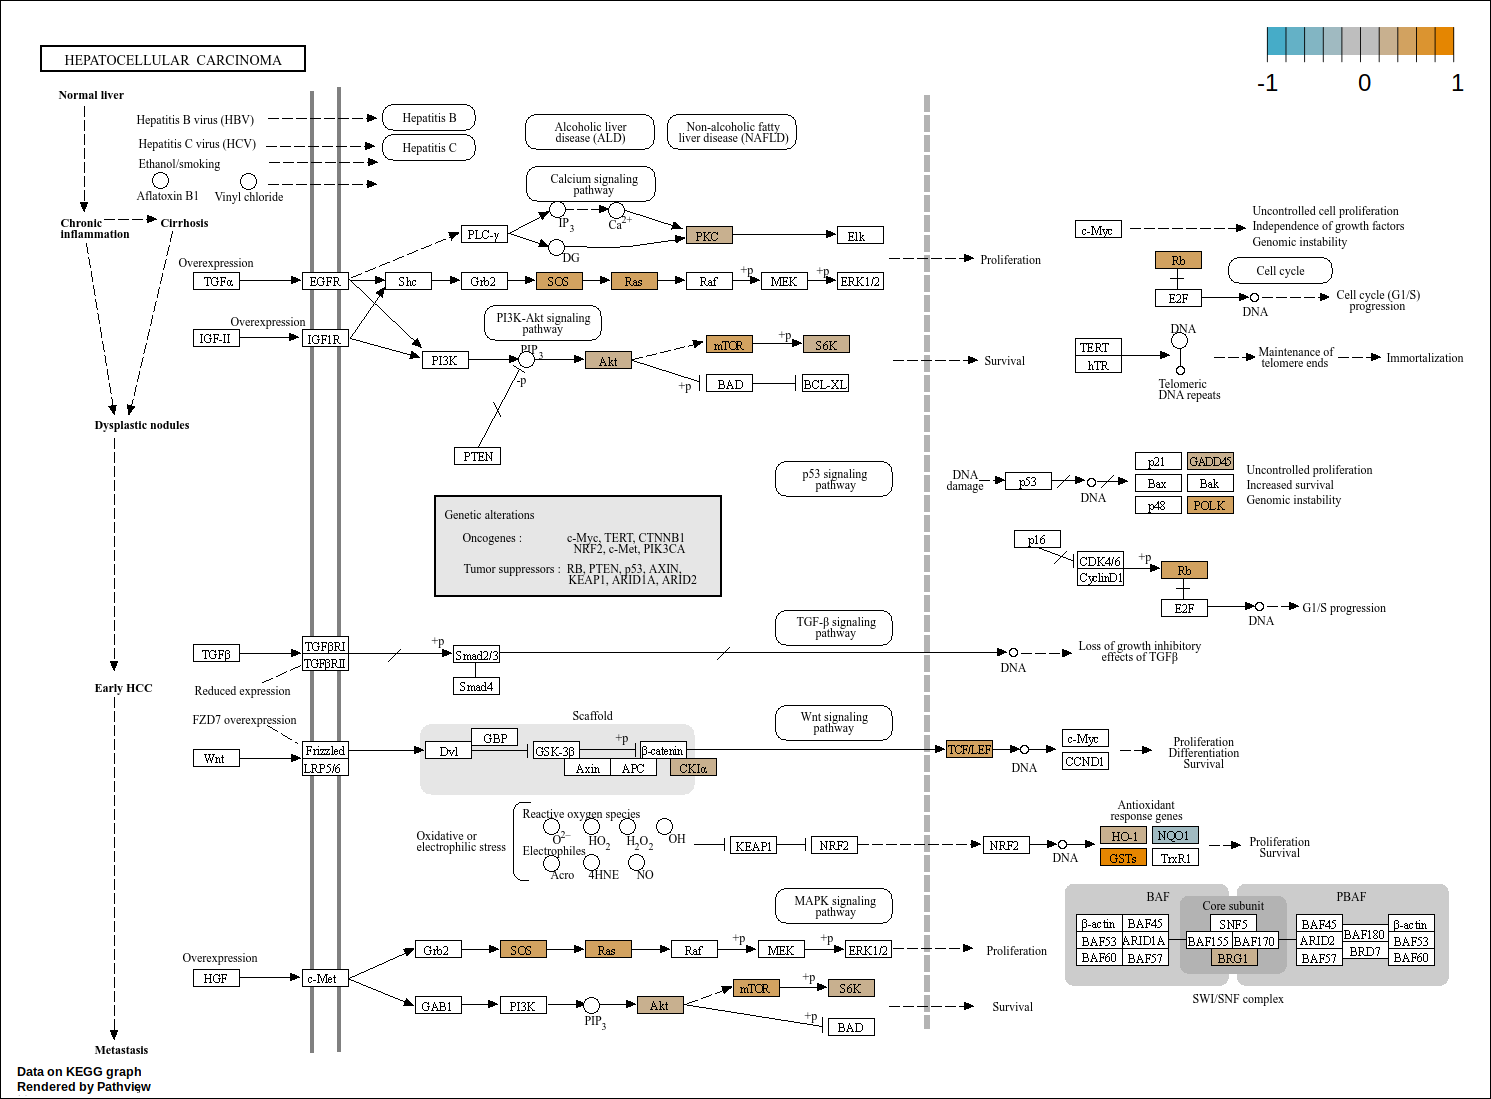 -1 0 1
HEPATOCELLULAR CARCINOMA
Normal liver
Hepatitis B virus (HBV)
Hepatitis B
Hepatitis C virus (HCV)
Hepatitis C
Ethanol/smoking
Aflatoxin B1
Vinyl chloride
Alcoholic liver
disease (ALD)
Non-alcoholic fatty
liver disease (NAFLD)
Calcium signaling
pathway
Chronic
inflammation
Cirrhosis
IP3
Ca2+
PLC-γ
DG
PKC
Elk
Overexpression
TGFα
EGFR
Shc
Grb2
SOS
Ras
Raf
+p
MEK
+p
ERK1/2
Proliferation
Overexpression
IGF-II
IGF1R
PI3K-Akt signaling
pathway
PI3K
PIP3
-p
Akt
mTOR
+p
S6K
+p
BAD
BCL-XL
Survival
PTEN
Dysplastic nodules
c-Myc
Uncontrolled cell proliferation
Independence of growth factors
Genomic instability
Rb
Cell cycle
E2F
DNA
Cell cycle (G1/S)
progression
TERT
hTR
DNA
Telomeric
DNA repeats
Maintenance of
telomere ends
Immortalization
p53 signaling
pathway
DNA
damage
p53
DNA
p21
GADD45
Bax
Bak
p48
POLK
Uncontrolled proliferation
Increased survival
Genomic instability
Genetic alterations
Oncogenes : c-Myc, TERT, CTNNB1
NRF2, c-Met, PIK3CA
Tumor suppressors : RB, PTEN, p53, AXIN,
KEAP1, ARID1A, ARID2
p16
CDK4/6
CyclinD1
+p
Rb
E2F
DNA
G1/S progression
TGF-β signaling
pathway
TGFβ
TGFβRI
TGFβRII
+p
Smad2/3
Smad4
DNA
Loss of growth inhibitory
effects of TGFβ
Reduced expression
Early HCC
FZD7 overexpression
Wnt
Frizzled
LRP5/6
Scaffold
Dvl
GBP
GSK-3β
+p
β-catenin
Axin
APC
CKIα
Wnt signaling
pathway
TCF/LEF
DNA
c-Myc
CCND1
Proliferation
Differentiation
Survival
Oxidative or
electrophilic stress
Reactive oxygen species
O2−
HO2
H2O2
OH
Electrophiles
Acro
4HNE
NO
KEAP1
NRF2
NRF2
DNA
Antioxidant
response genes
HO-1
NQO1
GSTs
TrxR1
Proliferation
Survival
MAPK signaling
pathway
Overexpression
HGF
c-Met
Grb2
SOS
Ras
Raf
+p
MEK
+p
ERK1/2
Proliferation
GAB1
PI3K
PIP3
Akt
mTOR
+p
S6K
+p
BAD
Survival
BAF
PBAF
Core subunit
β-actin
BAF45
SNF5
BAF45
β-actin
BAF53
ARID1A
BAF155
BAF170
ARID2
BAF180
BAF53
BAF60
BAF57
BRG1
BAF57
BRD7
BAF60
SWI/SNF complex
Metastasis
Data on KEGG graph
Rendered by Pathview